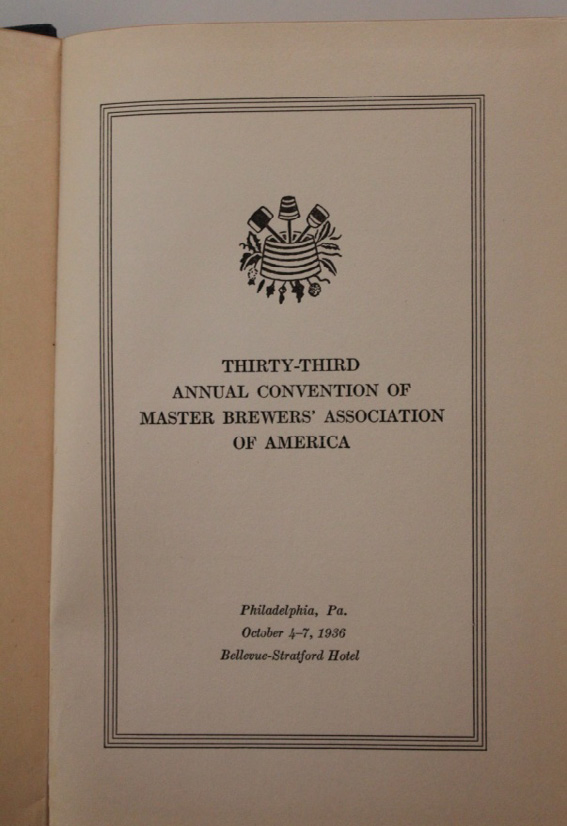 THIRTY-THIRD
ANNUAL CONVENTION OF
MASTER BREWERS' ASSOCIATION
OF AMERICA
Philadelphia, Pa.
October 4-7, 1936
Bellevue-Stratford Hotel